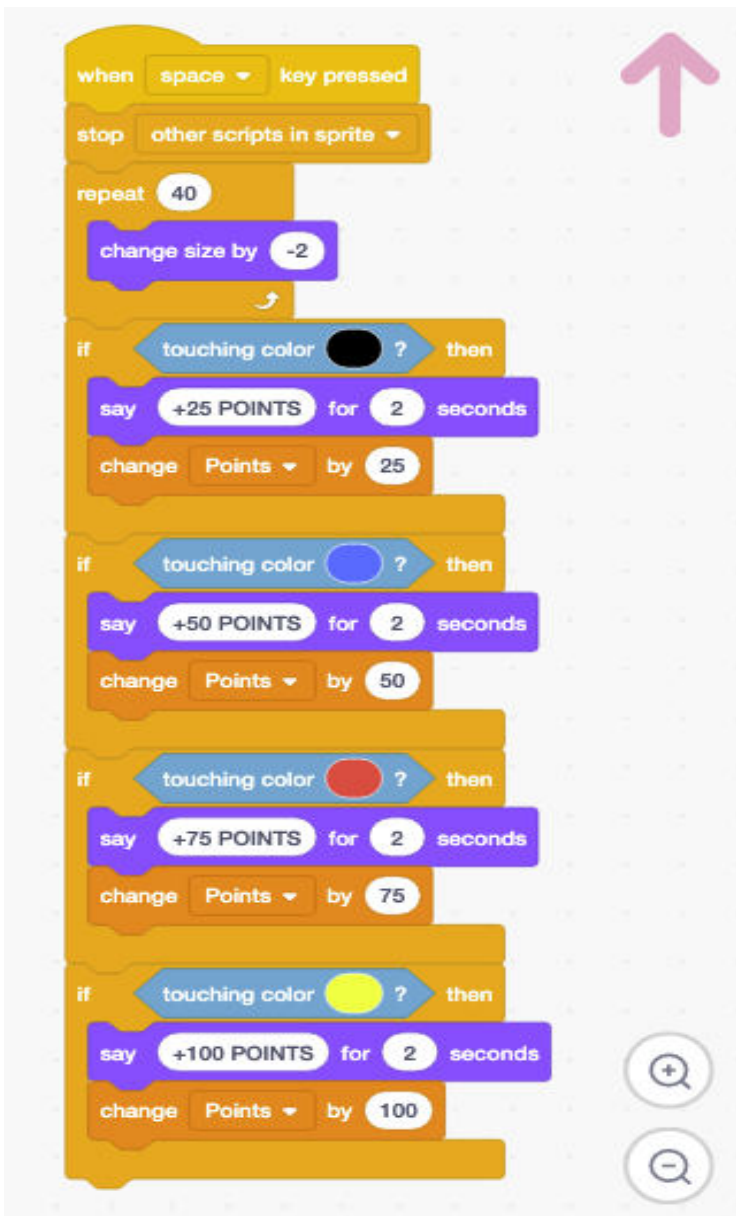 when space key pressed
stop other scripts in sprite
repeat 40
change size by -2
if touching color ? then
say +25 POINTS for 2 seconds
change Points by 25
if touching color ? then
say +50 POINTS for 2 seconds
change Points by 50
if touching color ? then
say +75 POINTS for 2 seconds
change Points by 75
if touching color ? then
say +100 POINTS for 2 seconds
change Points by 100